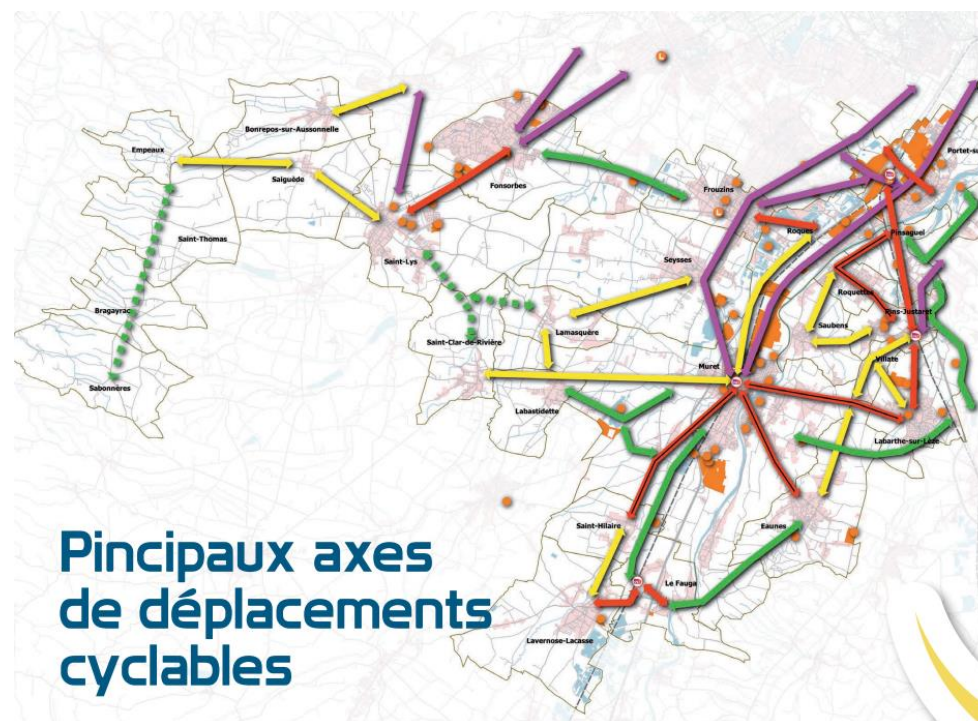 Bonrepos-sur-Aussonnelle
Empeaux
Saiguède
Fonsorbes
Portet-su
Frouzins
Saint-Thomas
Roques
Pinsaguel
Saint-Lys
Seysses
Roquettes
Bragayrac
Pins-Justaret
Saubens
Lamasquère
Saint-Clar-de-Rivière
Villate
Muret
Sabonnères
Labastidette
Labarthe-sur-Lèze
Saint-Hilaire
Eaunes
Pincipaux axes
de déplacements
cyclables
Le Fauga
Lavernose-Lacasse